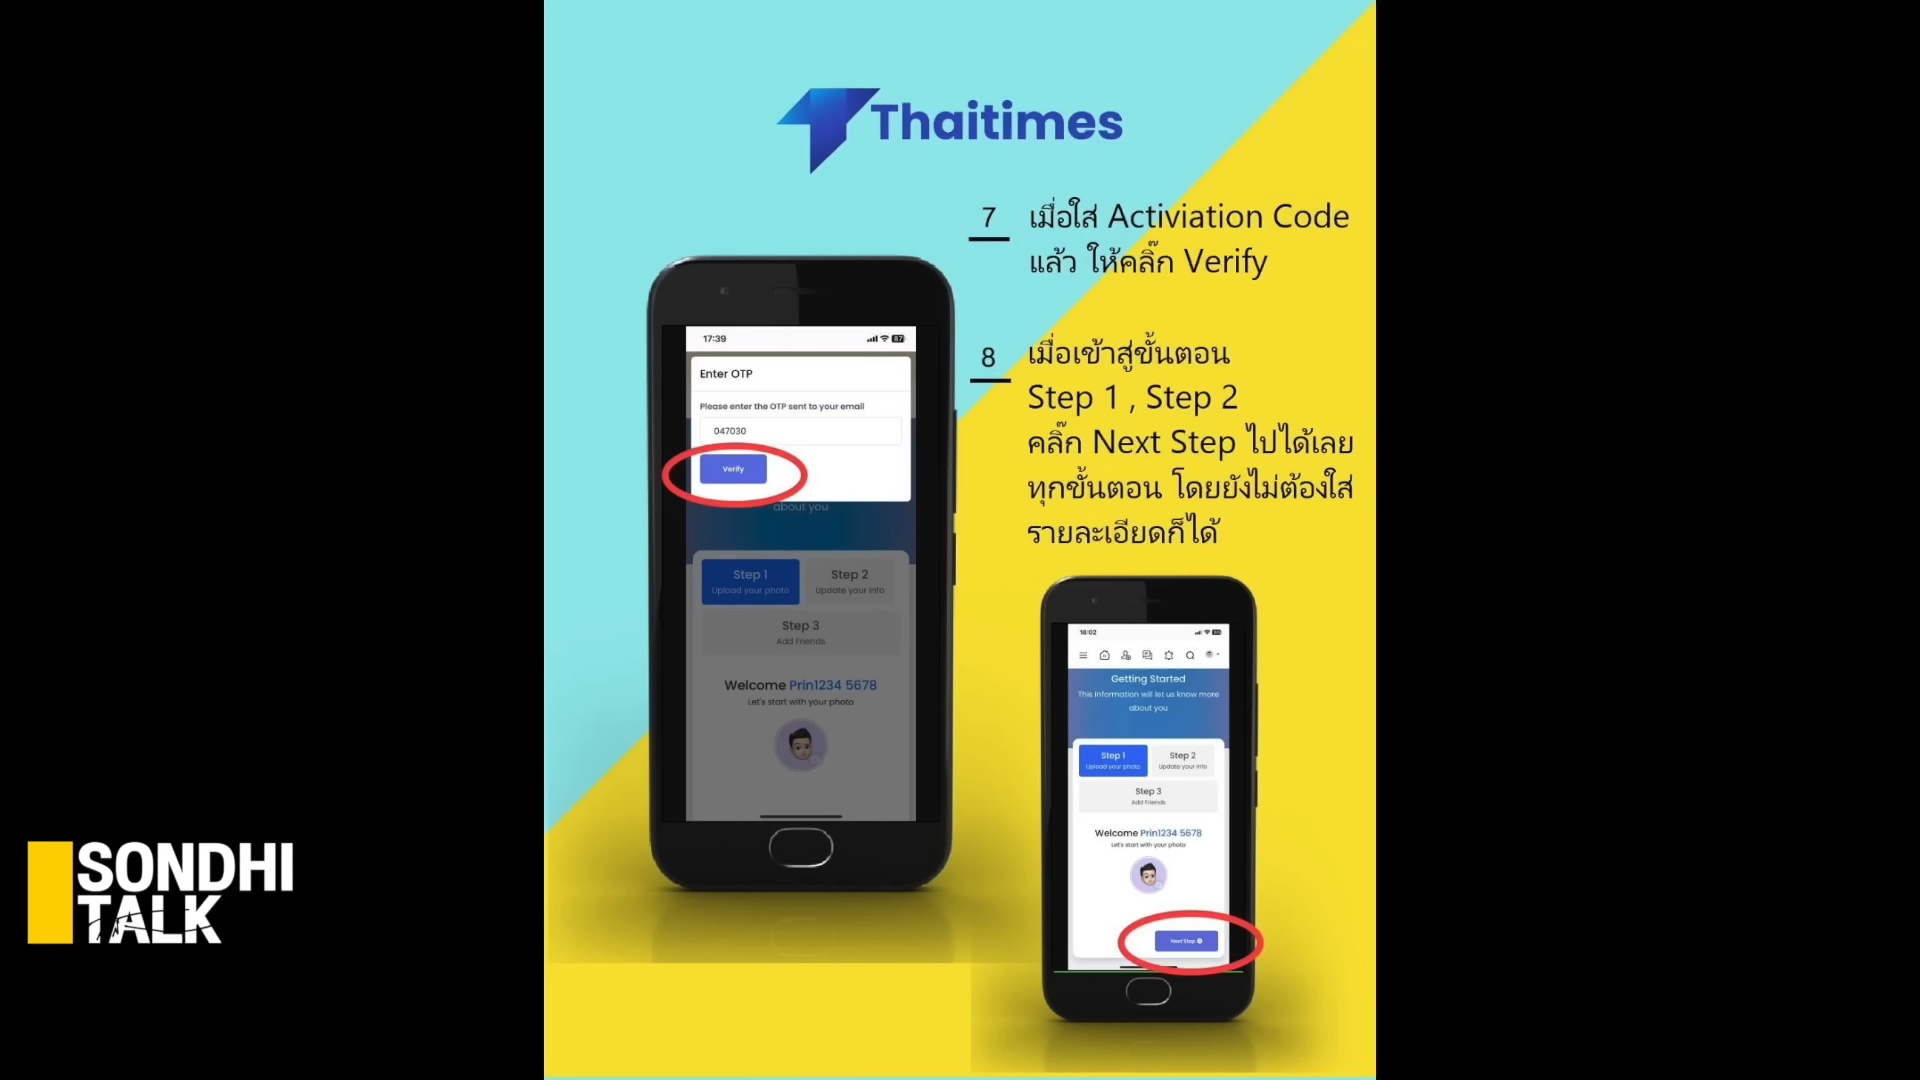 Thaitimes
7 เมื่อใส่ Activiation Code
แล้ว ให้คลิ๊ก Verify
8 เมื่อเข้าสู่ขั้นตอน
Step 1 , Step 2
คลิ๊ก Next Step ไปได้เลย
ทุกขั้นตอน โดยยังไม่ต้องใส่
รายละเอียดก็ได้
17:39
87
Enter OTP
Please enter the OTP sent to your email
047030
Verify
about you
Step 1
Upload your photo
Step 2
Update your info
Step 3
Add Friends
Welcome Prin1234 5678
Let's start with your photo
18:02
Getting Started
This information will let us know more
about you
Step 1
Upload your photo
Step 2
Update your info
Step 3
Add Friends
Welcome Prin1234 5678
Let's start with your photo
Next Step
SONDHI
TALK